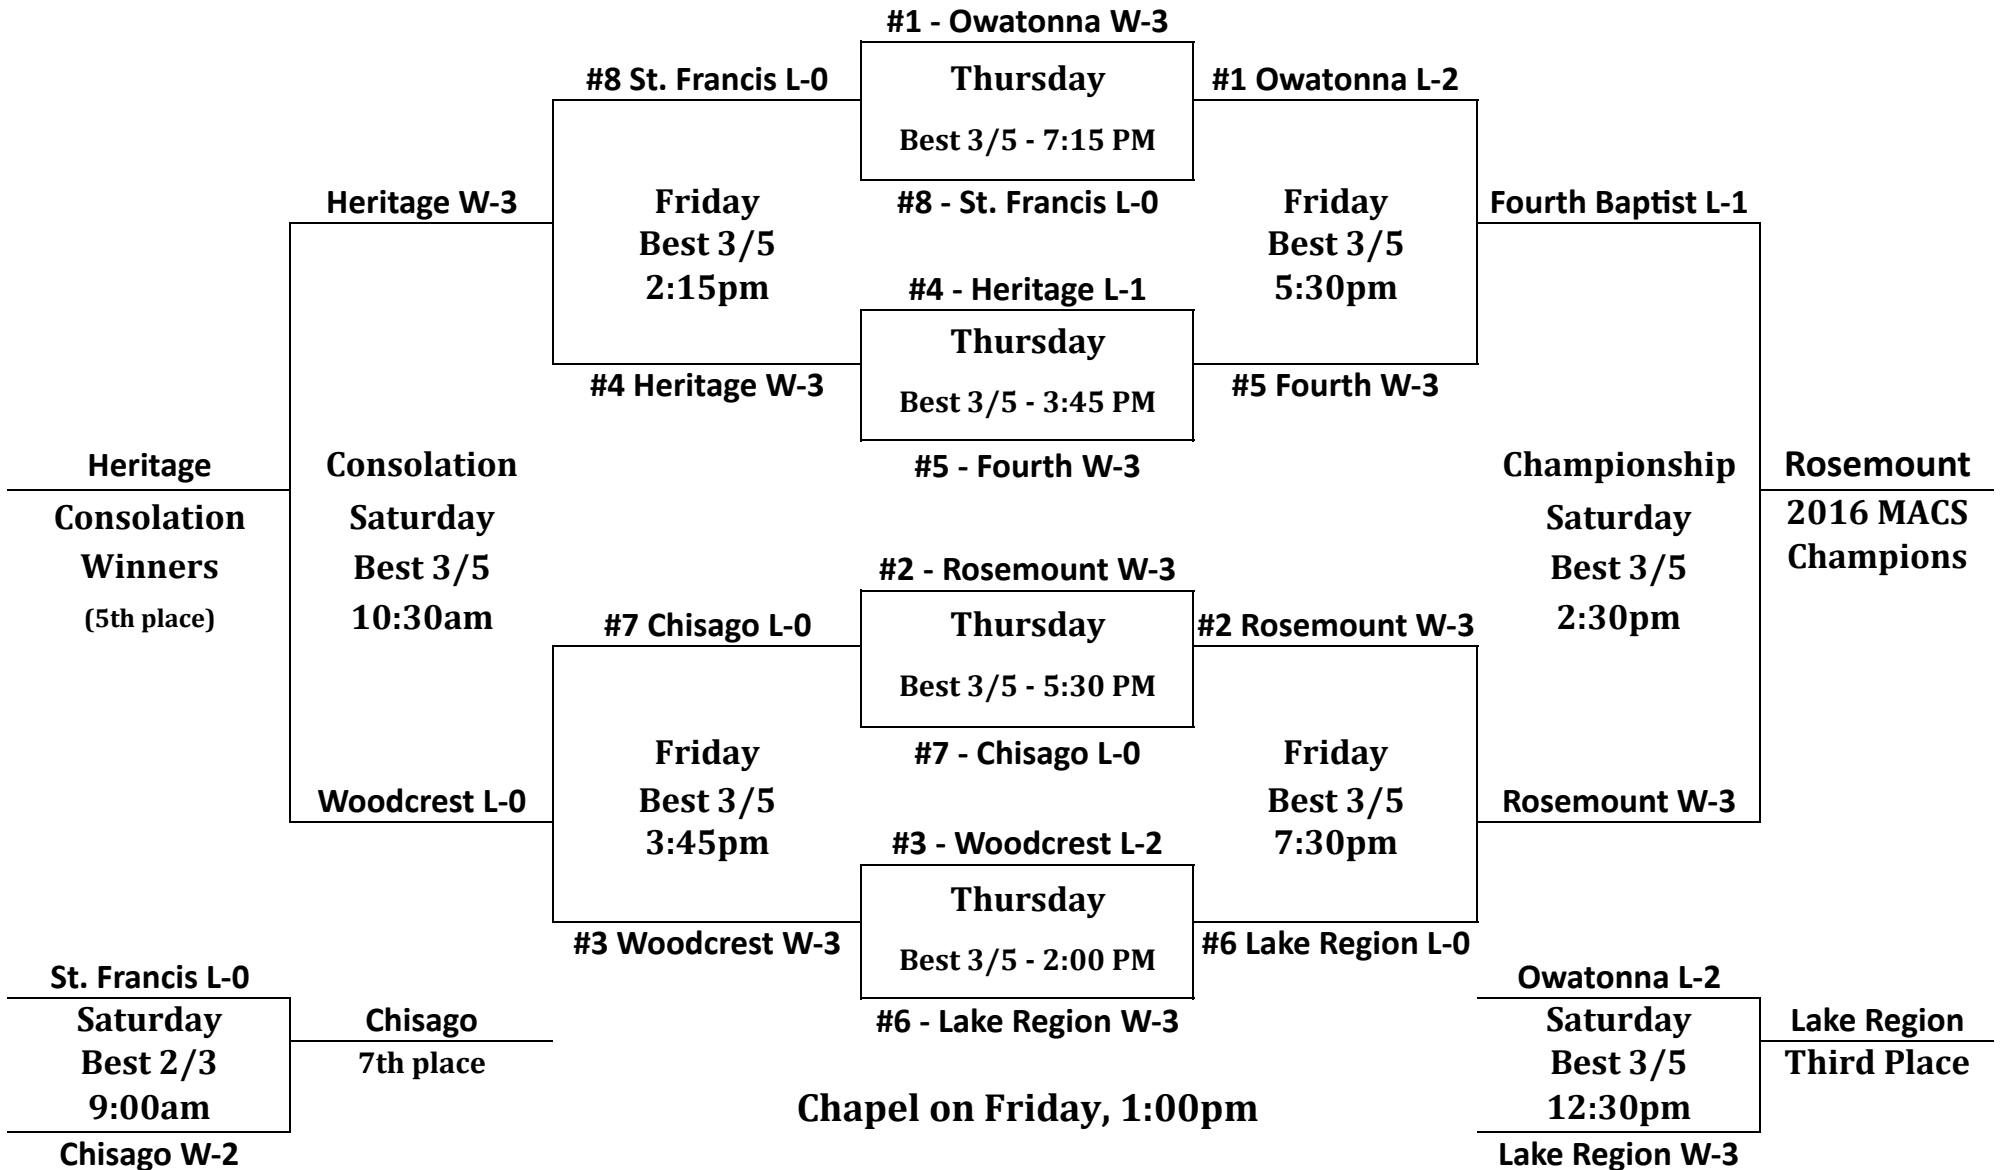 #1 - Owatonna W-3
#8 St. Francis L-0
Thursday
#1 Owatonna L-2
Best 3/5 - 7:15 PM
Heritage W-3
Friday
Best 3/5
2:15pm
#8 - St. Francis L-0
Friday
Best 3/5
5:30pm
Fourth Baptist L-1
#4 - Heritage L-1
Thursday
#4 Heritage W-3
Best 3/5 - 3:45 PM
#5 Fourth W-3
#5 - Fourth W-3
Heritage
Consolation
Winners
(5th place)
Consolation
Saturday
Best 3/5
10:30am
Championship
Saturday
Best 3/5
2:30pm
Rosemount
2016 MACS
Champions
#2 - Rosemount W-3
#7 Chisago L-0
Thursday
#2 Rosemount W-3
Best 3/5 - 5:30 PM
Friday
Best 3/5
3:45pm
#7 - Chisago L-0
Friday
Best 3/5
7:30pm
Woodcrest L-0
Rosemount W-3
#3 - Woodcrest L-2
Thursday
#3 Woodcrest W-3
Best 3/5 - 2:00 PM
#6 Lake Region L-0
#6 - Lake Region W-3
St. Francis L-0
Saturday
Best 2/3
9:00am
Chisago W-2
Chisago
7th place
Chapel on Friday, 1:00pm
Owatonna L-2
Saturday
Best 3/5
12:30pm
Lake Region W-3
Lake Region
Third Place